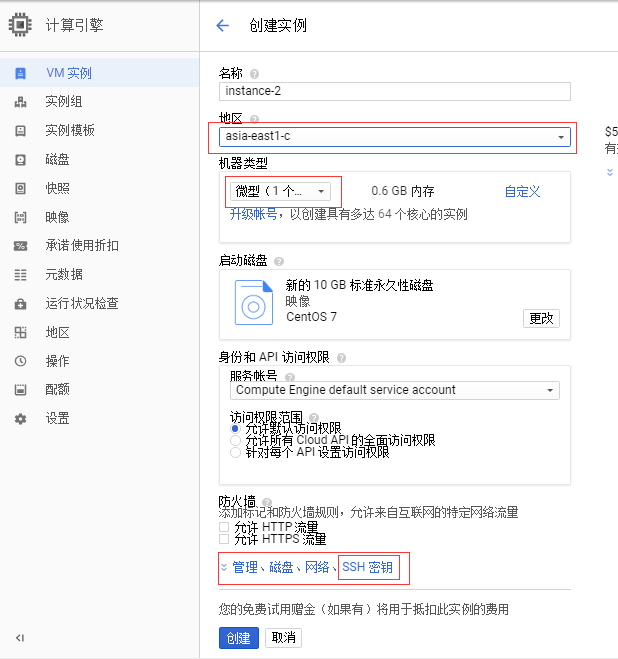 计算引擎
VM 实例
实例组
实例模板
磁盘
快照
映像
承诺使用折扣
元数据
运行状况检查
地区
操作
配额
设置
创建实例
名称
instance-2
地区
asia-east1-c
$5
有
机器类型
微型（1 个...
0.6 GB 内存
自定义
升级帐号，以创建具有多达 64 个核心的实例
启动磁盘
新的 10 GB 标准永久性磁盘
映像
CentOS 7
更改
身份和 API 访问权限
服务帐号
Compute Engine default service account
访问权限范围
允许默认访问权限
允许所有 Cloud API 的全面访问权限
针对每个 API 设置访问权限
防火墙
添加标记和防火墙规则，允许来自互联网的特定网络流量
允许 HTTP 流量
允许 HTTPS 流量
管理、磁盘、网络、SSH 密钥
您的免费试用赠金（如果有）将用于抵扣此实例的费用
创建
取消